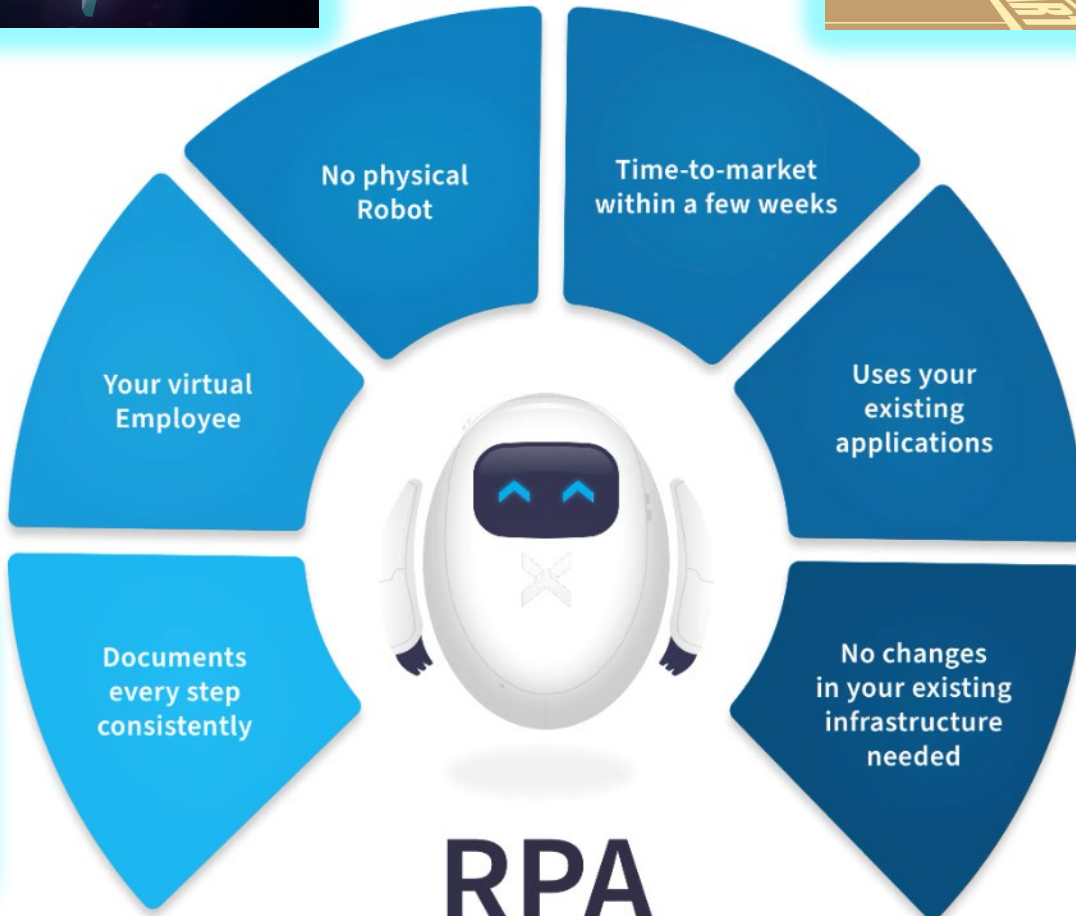 No physical
Robot
Time-to-market
within a few weeks
Your virtual
Employee
Uses your
existing
applications
Documents
every step
consistently
No changes
in your existing
infrastructure
needed
RPA